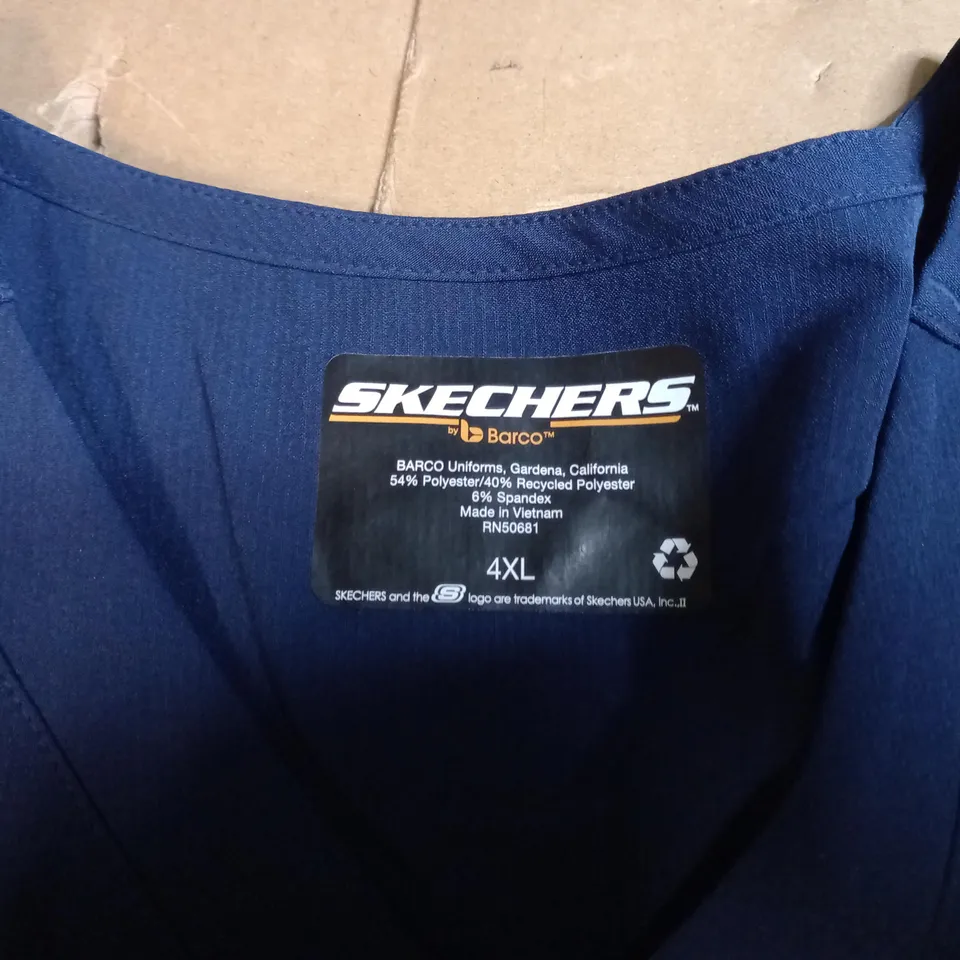 SKECHERS™
by Barco™
BARCO Uniforms, Gardena, California
54% Polyester/40% Recycled Polyester
6% Spandex
Made in Vietnam
RN50681
4XL
SKECHERS and the S logo are trademarks of Skechers USA, Inc.,II